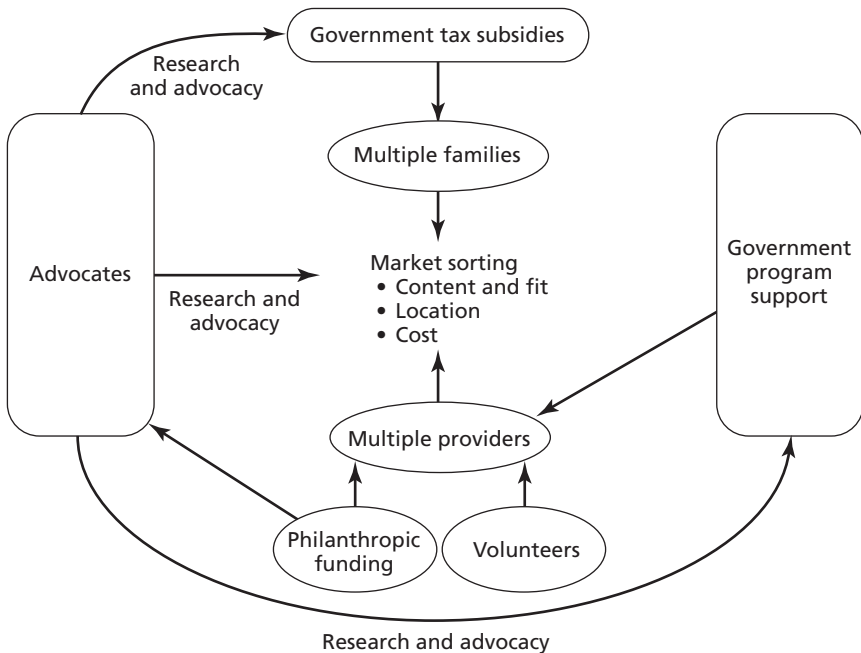 Government tax subsidies
Research
and advocacy
Multiple families
Advocates
Research and
advocacy
Market sorting
• Content and fit
• Location
• Cost
Government
program
support
Multiple providers
Philanthropic
funding
Volunteers
Research and advocacy